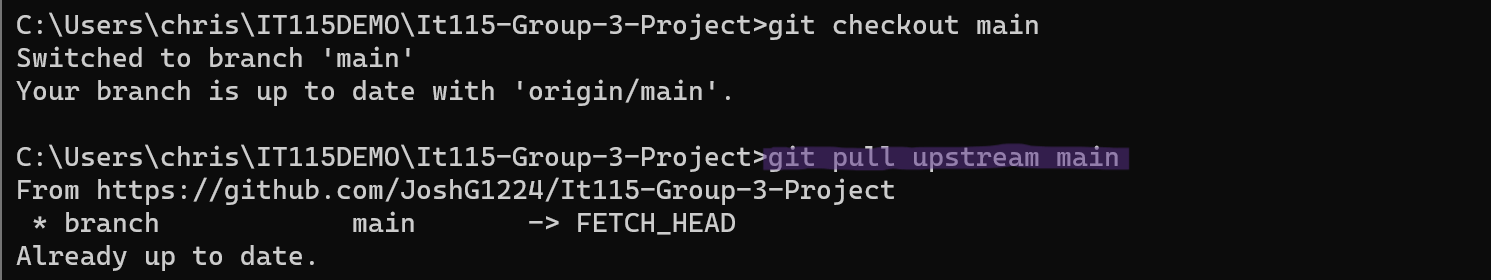 C:\Users\chris\IT115DEMO\It115-Group-3-Project>git checkout main
Switched to branch 'main'
Your branch is up to date with 'origin/main'.
C:\Users\chris\IT115DEMO\It115-Group-3-Project>git pull upstream main
From https://github.com/JoshG1224/It115-Group-3-Project
 * branch            main       -> FETCH_HEAD
Already up to date.